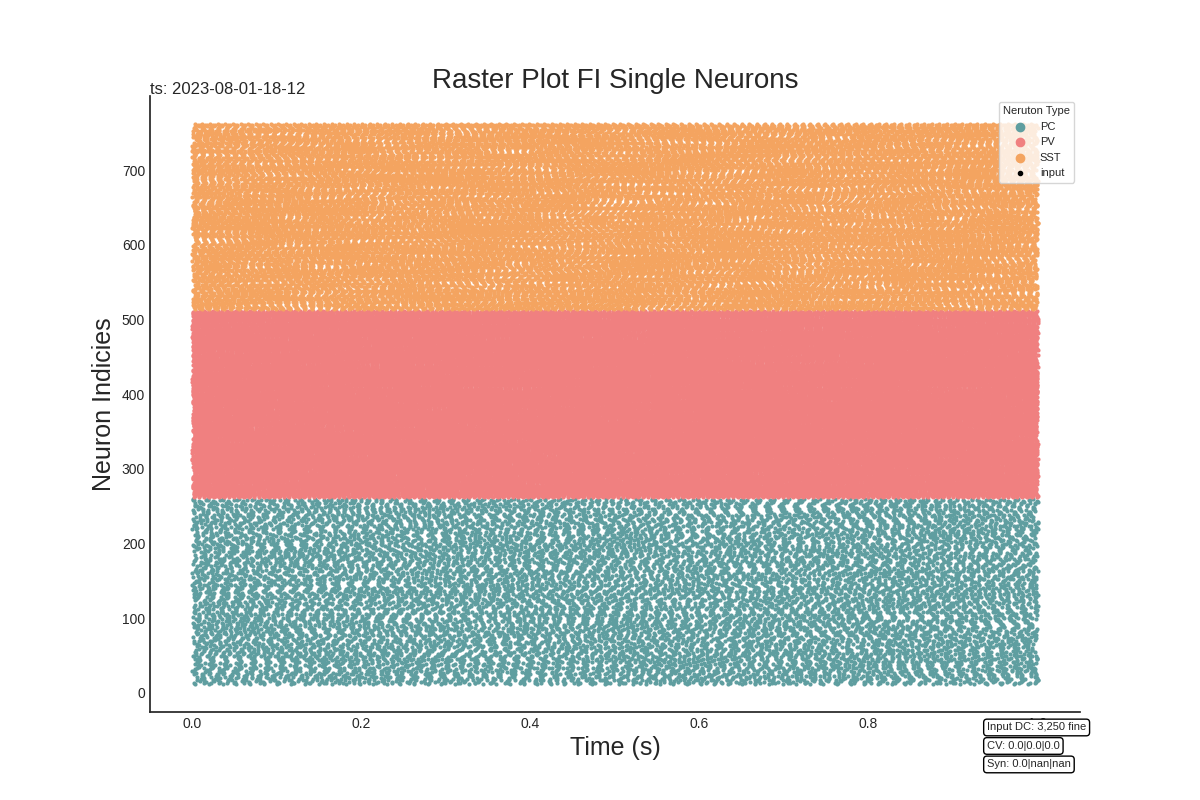 Raster Plot FI Single Neurons
ts: 2023-08-01-18-12
Neruton Type
PC
PV
SST
input
Neuron Indicies
700
600
500
400
300
200
100
0
0.0 0.2 0.4 0.6 0.8
Time (s)
Input DC: 3,250 fine
CV: 0.0|0.0|0.0
Syn: 0.0|nan|nan